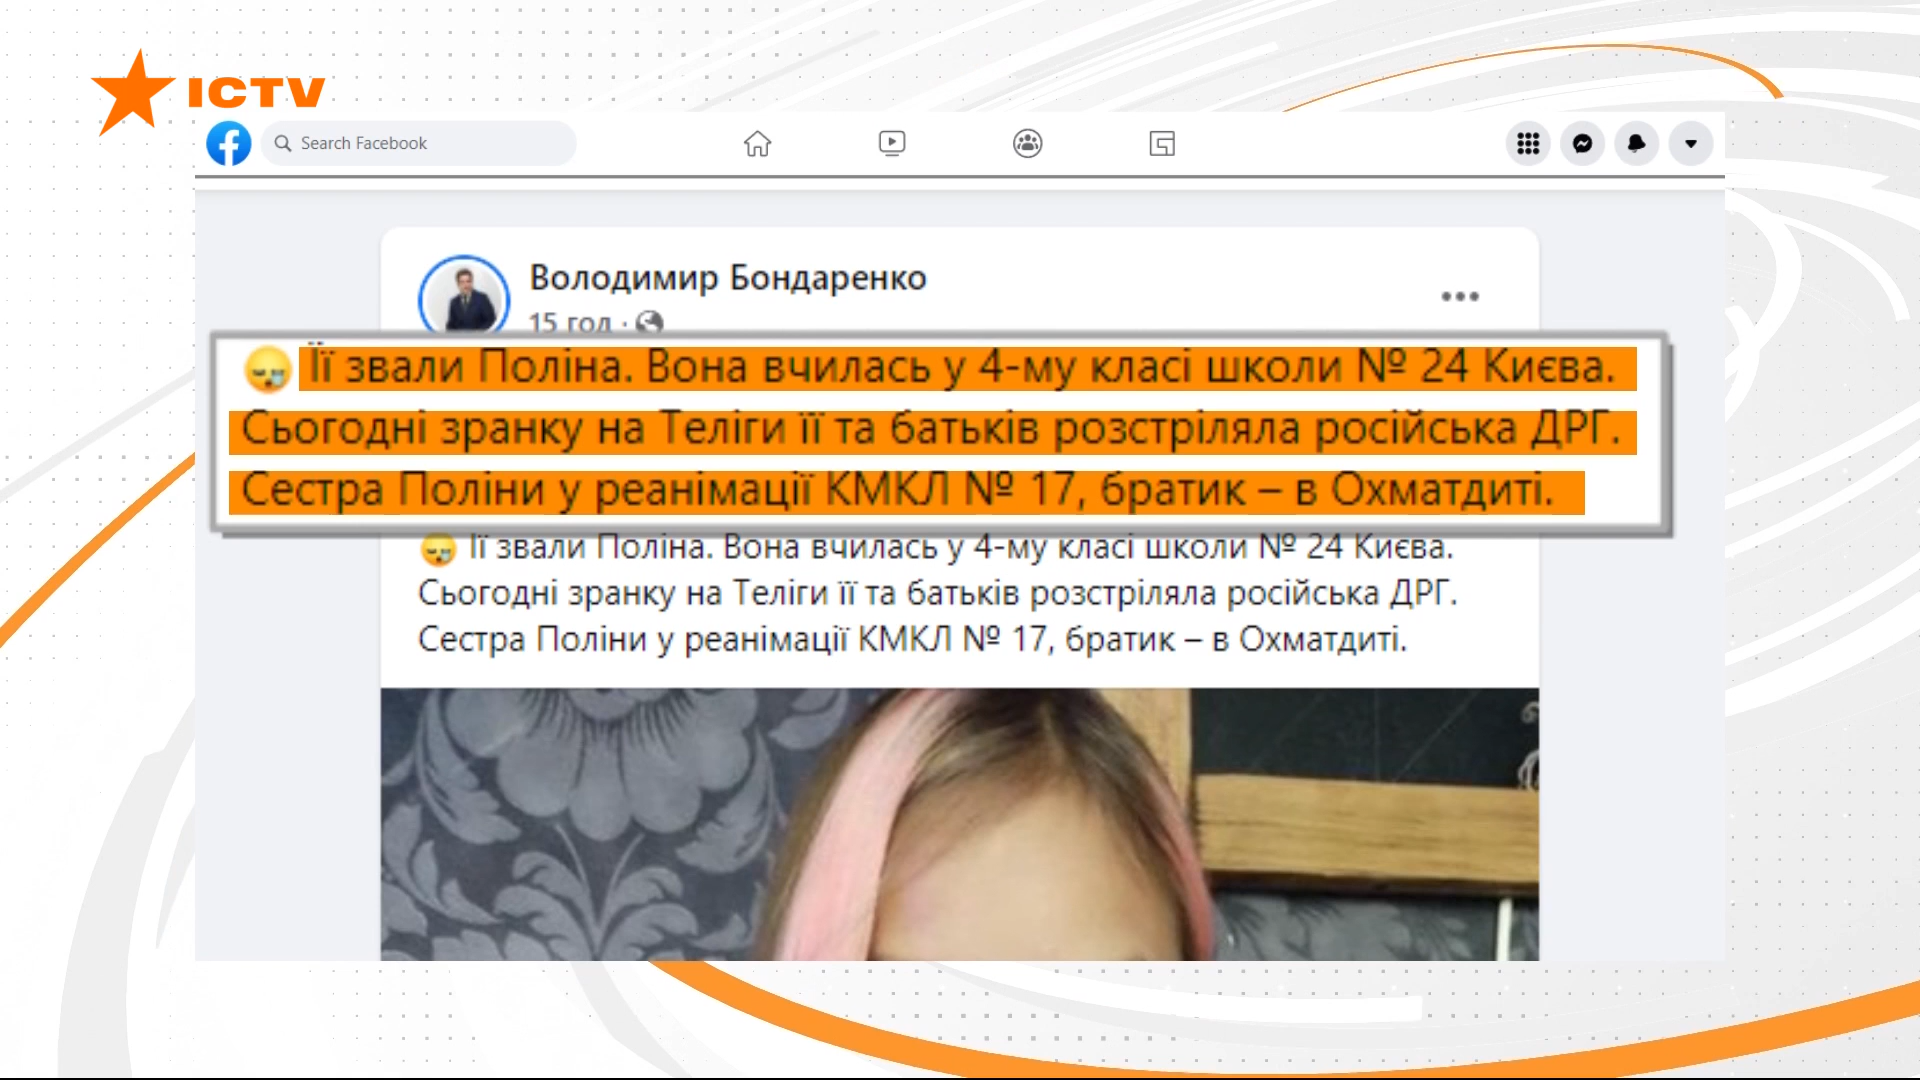 ICTV
Search Facebook
Володимир Бондаренко
15 год ·
Її звали Поліна. Вона вчилась у 4-му класі школи № 24 Києва.
Сьогодні зранку на Теліги її та батьків розстріляла російська ДРГ.
Сестра Поліни у реанімації КМКЛ № 17, братик – в Охматдиті.
Її звали Поліна. Вона вчилась у 4-му класі школи № 24 Києва.
Сьогодні зранку на Теліги її та батьків розстріляла російська ДРГ.
Сестра Поліни у реанімації КМКЛ № 17, братик – в Охматдиті.